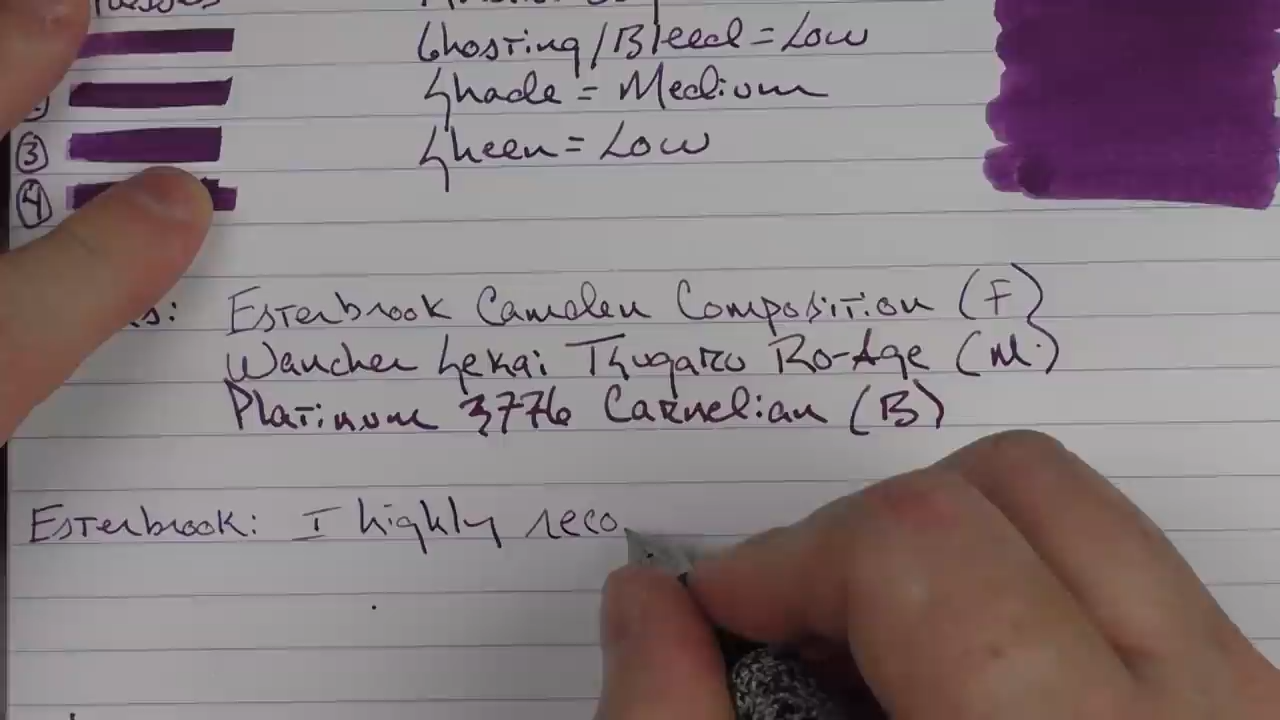 Ghosting/Bleed = Low
Shade = Medium
③ Sheen = Low
④
Esterbrook Camden Composition (F)
Wancher Sekai Tsugaru Ro-Age (M)
Platinum 3776 Carnelian (B)
Esterbrook: I highly reco